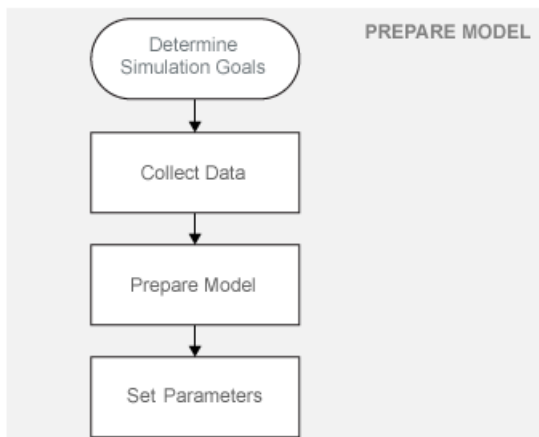 PREPARE MODEL
Determine
Simulation Goals
Collect Data
Prepare Model
Set Parameters